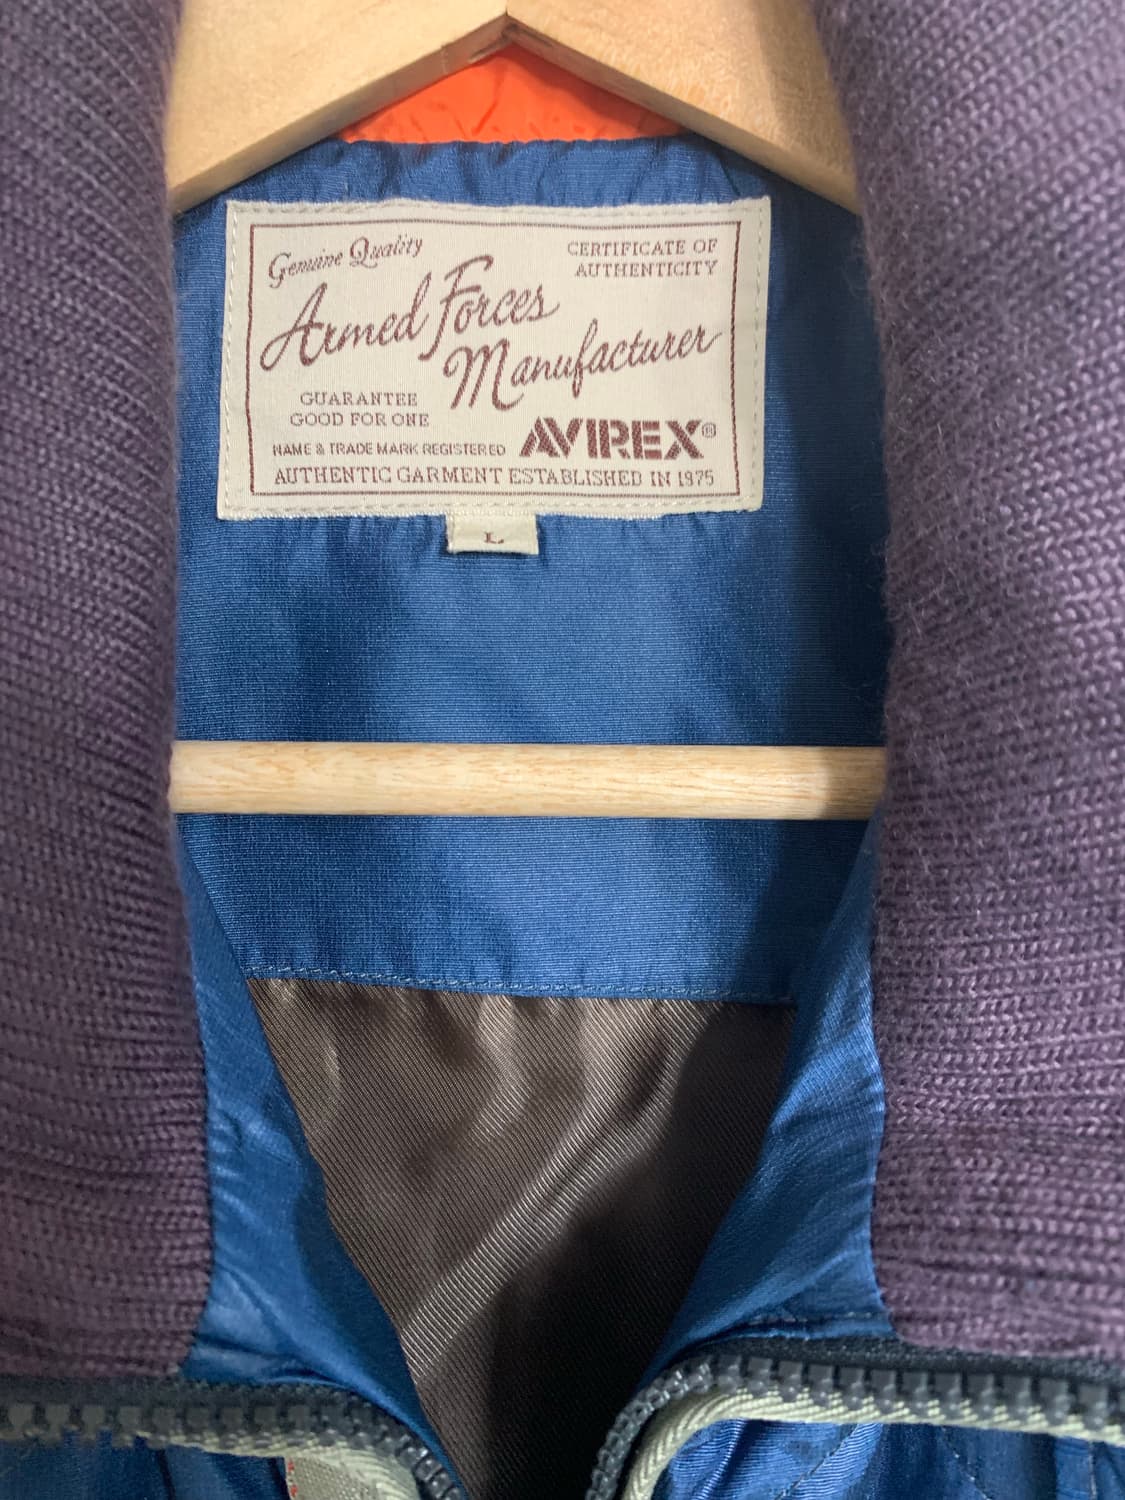 Genuine Quality
CERTIFICATE OF
AUTHENTICITY
Armed Forces
Manufacturer
GUARANTEE
GOOD FOR ONE
NAME & TRADE MARK REGISTERED
AVIREX®
AUTHENTIC GARMENT ESTABLISHED IN 1975
L